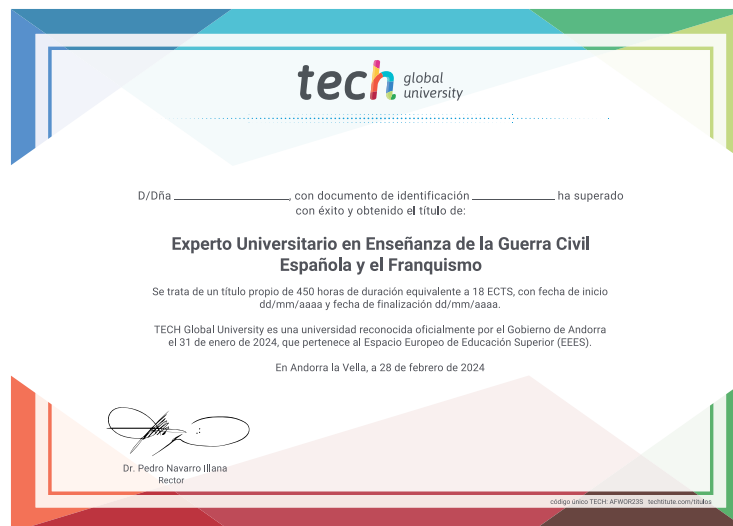 tech global university
D/Dña ____________________, con documento de identificación ______________ ha superado
con éxito y obtenido el título de:
Experto Universitario en Enseñanza de la Guerra Civil
Española y el Franquismo
Se trata de un título propio de 450 horas de duración equivalente a 18 ECTS, con fecha de inicio
dd/mm/aaaa y fecha de finalización dd/mm/aaaa.
TECH Global University es una universidad reconocida oficialmente por el Gobierno de Andorra
el 31 de enero de 2024, que pertenece al Espacio Europeo de Educación Superior (EEES).
En Andorra la Vella, a 28 de febrero de 2024
Dr. Pedro Navarro Illana
Rector
código único TECH: AFWOR23S techtitute.com/titulos